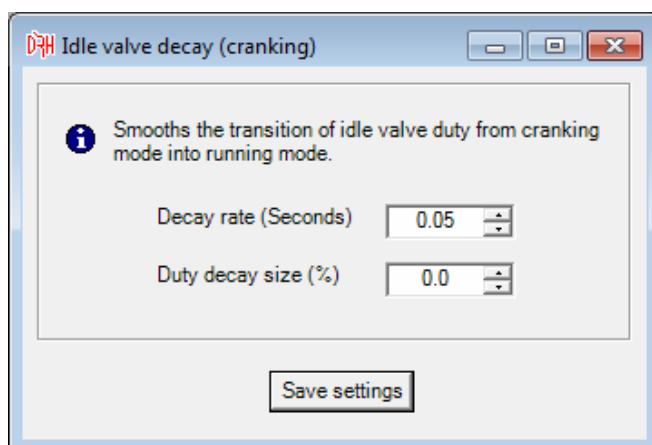 DRH Idle valve decay (cranking)
Smooths the transition of idle valve duty from cranking
mode into running mode.
Decay rate (Seconds) 0.05
Duty decay size (%) 0.0
Save settings